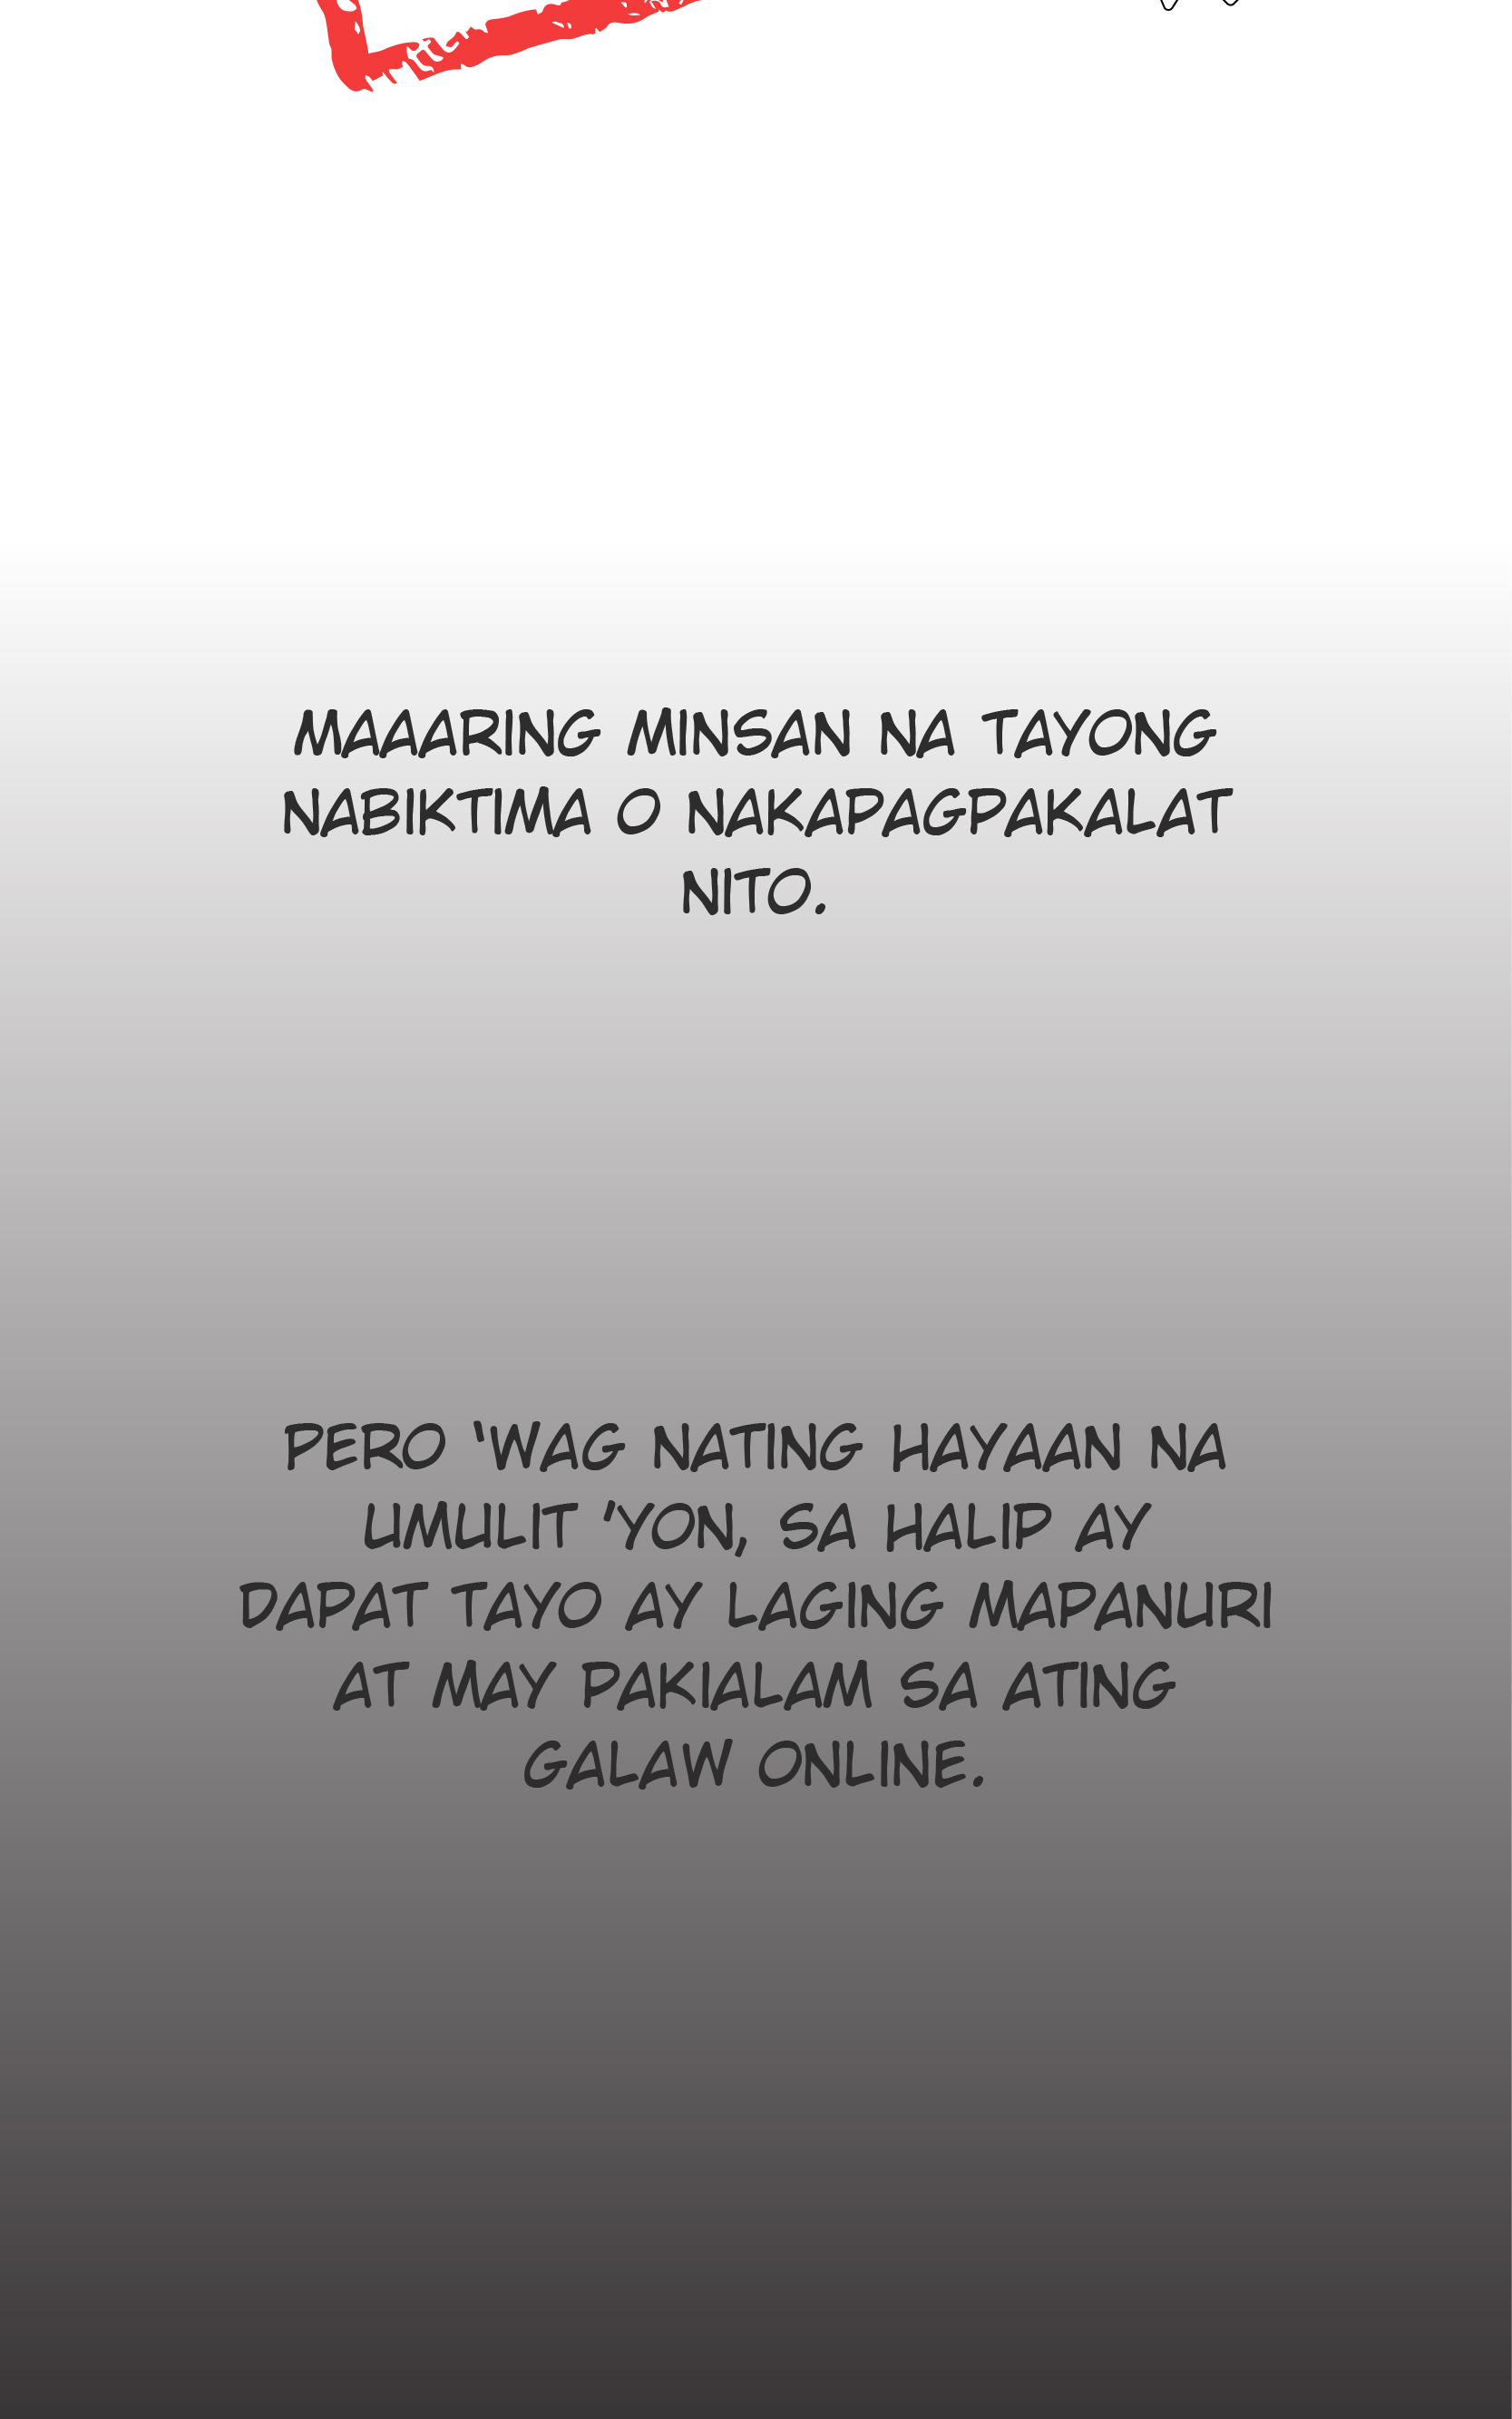 MAAARING MINSAN NA TAYONG
NABIKTIMA O NAKAPAGPAKALAT
NITO.
PERO 'WAG NATING HAYAAN NA
UMULIT 'YON, SA HALIP AY
DAPAT TAYO AY LAGING MAPANURI
AT MAY PAKIALAM SA ATING
GALAW ONLINE.